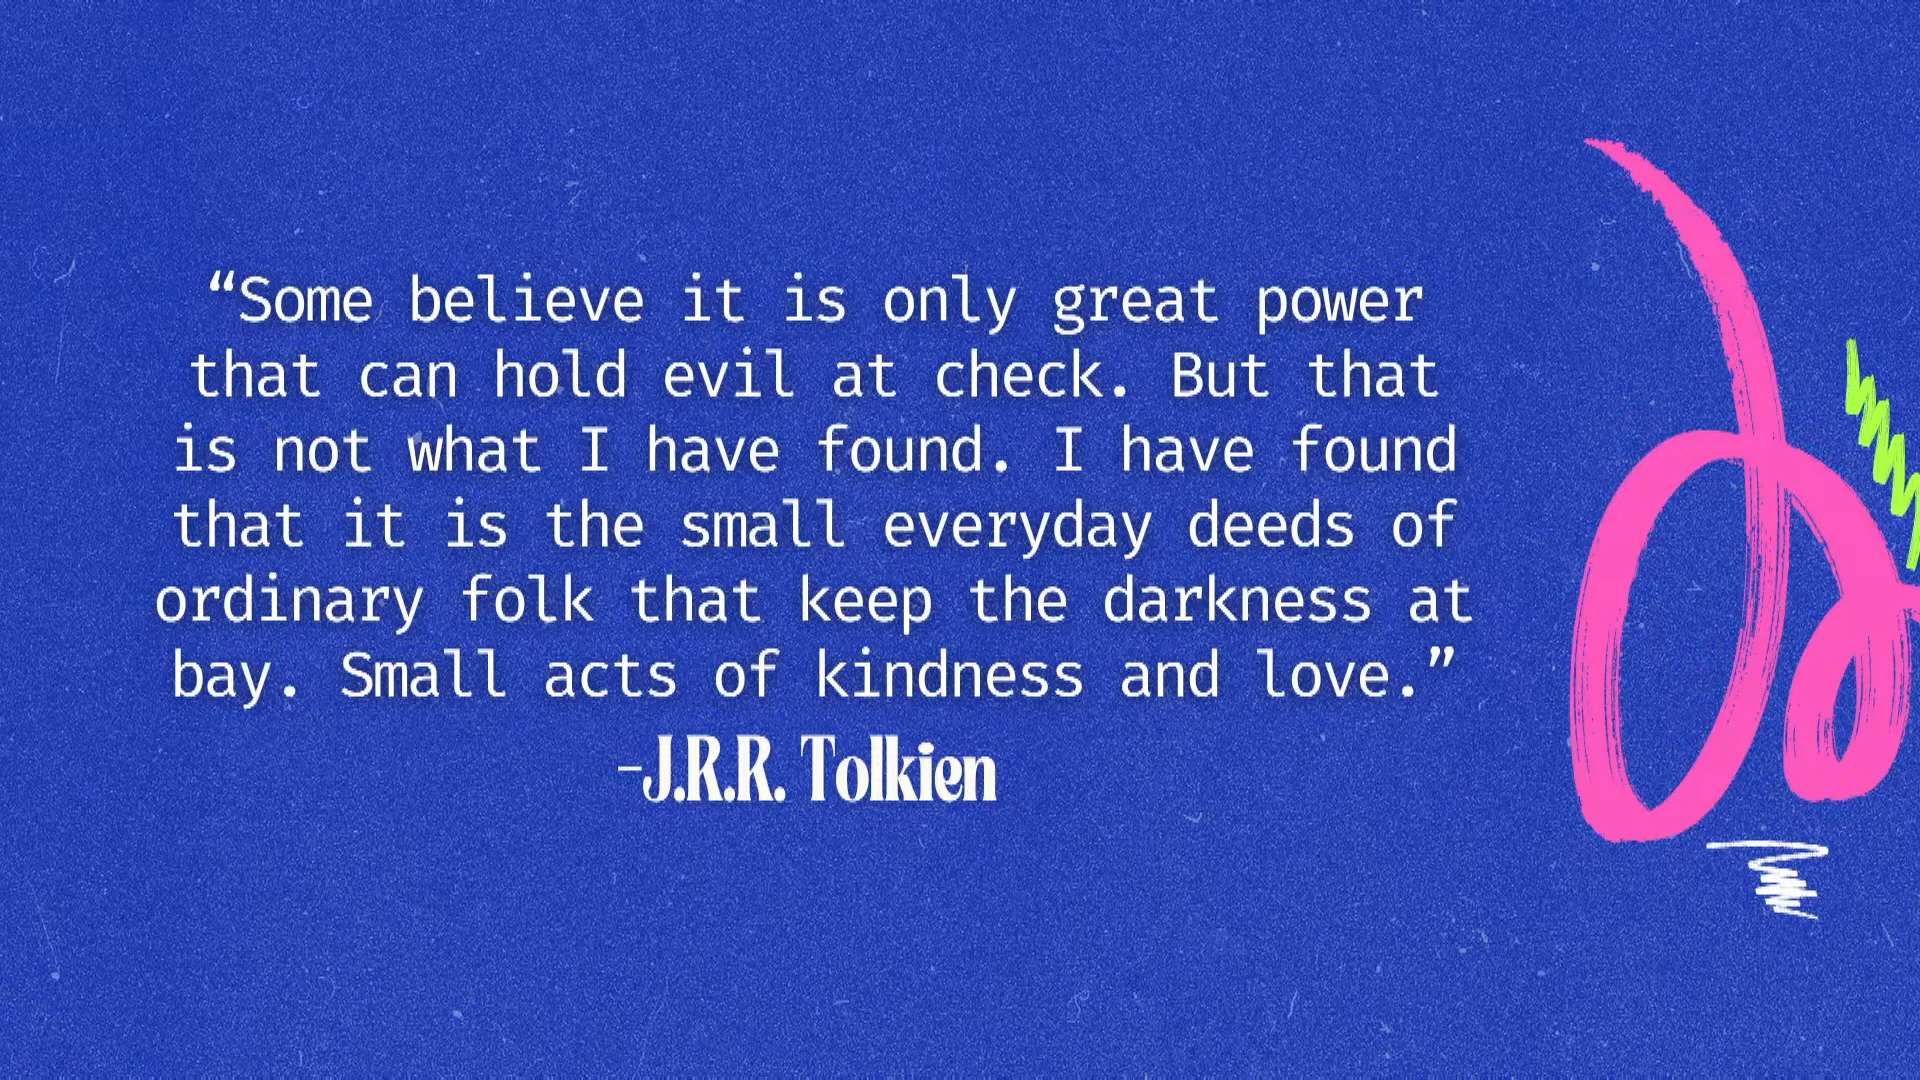 “Some believe it is only great power
that can hold evil at check. But that
is not what I have found. I have found
that it is the small everyday deeds of
ordinary folk that keep the darkness at
bay. Small acts of kindness and love.”
–J.R.R. Tolkien